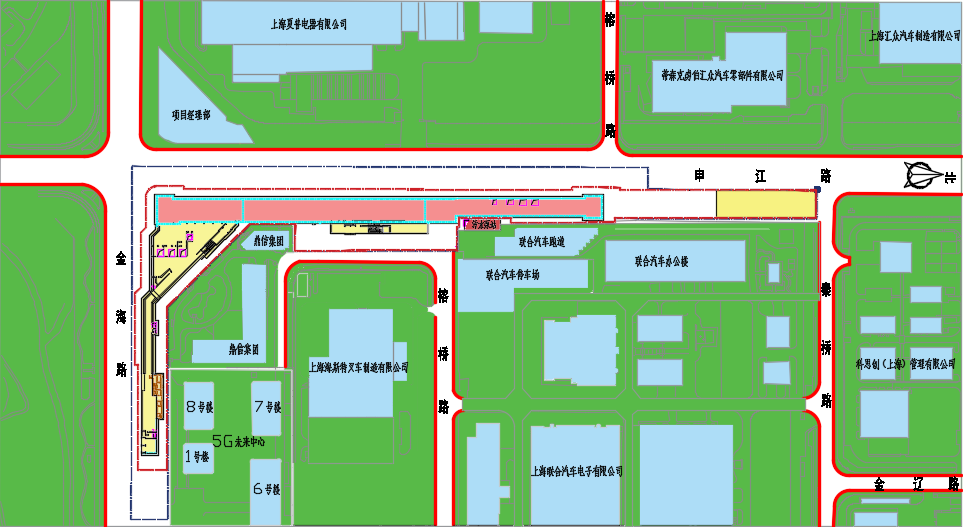 上海夏普电器有限公司
榕桥路
上海汇众汽车制造有限公司
蒂森克虏伯汇众汽车零部件有限公司
项目经理部
申江路
北
金海路
鼎信集团
污水泵站
联合汽车跑道
联合汽车停车场
联合汽车办公楼
秦桥路
榕桥路
鼎信集团
上海海斯特叉车制造有限公司
科思创（上海）管理有限公司
8号楼
7号楼
5G未来中心
1号楼
6号楼
上海联合汽车电子有限公司
金辽路